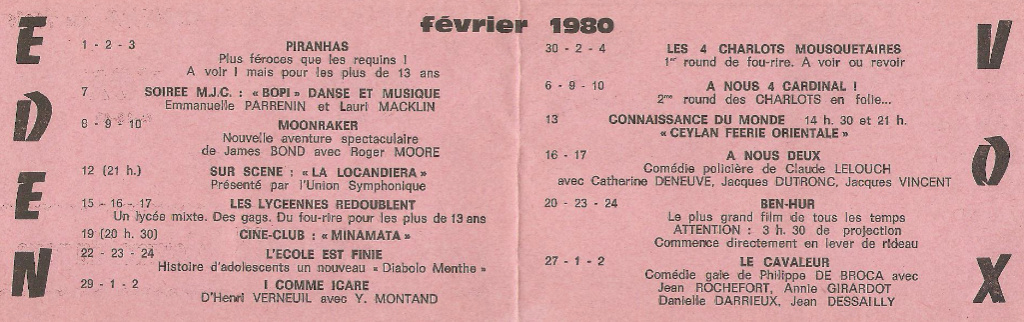 février 1980
EDEN
1 - 2 - 3 PIRANHAS
Plus féroces que les requins !
A voir ! mais pour les plus de 13 ans
7 SOIREE M.J.C. : « BOPI » DANSE ET MUSIQUE
Emmanuelle PARRENIN et Lauri MACKLIN
8 - 9 - 10 MOONRAKER
Nouvelle aventure spectaculaire
de James BOND avec Roger MOORE
12 (21 h.) SUR SCENE : « LA LOCANDIERA »
Présenté par l'Union Symphonique
15 - 16 - 17 LES LYCEENNES REDOUBLENT
Un lycée mixte. Des gags. Du fou-rire pour les plus de 13 ans
19 (20 h. 30) CINE-CLUB : « MINAMATA »
22 - 23 - 24 L'ECOLE EST FINIE
Histoire d'adolescents un nouveau « Diabolo Menthe »
29 - 1 - 2 I COMME ICARE
D'Henri VERNEUIL avec Y. MONTAND
VOX
30 - 2 - 4 LES 4 CHARLOTS MOUSQUETAIRES
1er round de fou-rire. A voir ou revoir
6 - 9 - 10 A NOUS 4 CARDINAL !
2me round des CHARLOTS en folie...
13 CONNAISSANCE DU MONDE 14 h. 30 et 21 h.
« CEYLAN FEERIE ORIENTALE »
16 - 17 A NOUS DEUX
Comédie policière de Claude LELOUCH
avec Catherine DENEUVE, Jacques DUTRONC, Jacques VINCENT
20 - 23 - 24 BEN-HUR
Le plus grand film de tous les temps
ATTENTION : 3 h. 30 de projection
Commence directement en lever de rideau
27 - 1 - 2 LE CAVALEUR
Comédie gaie de Philippe DE BROCA avec
Jean ROCHEFORT, Annie GIRARDOT
Danielle DARRIEUX, Jean DESSAILLY